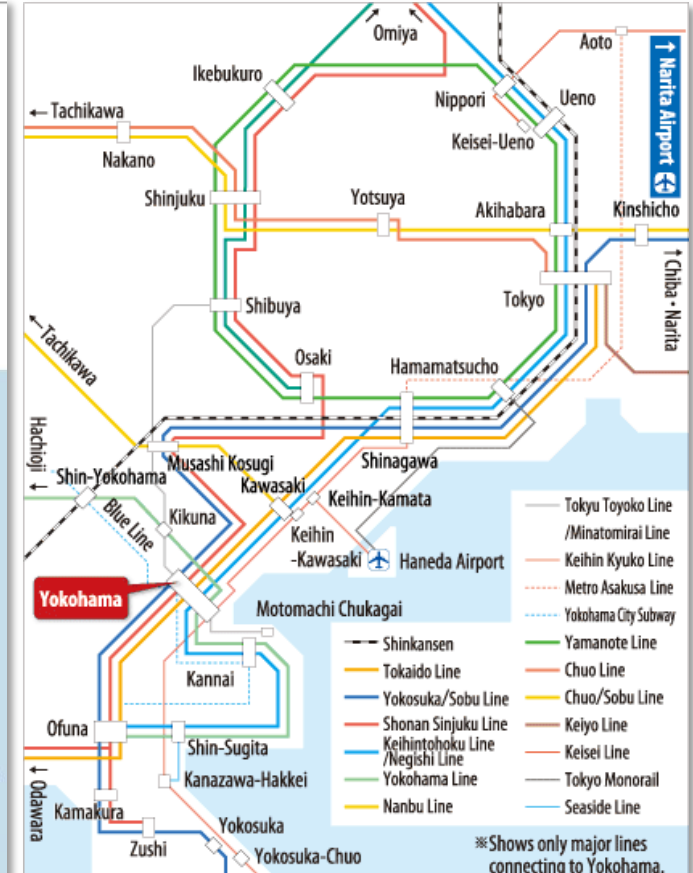 Omiya
Aoto
↑ Narita Airport
Ikebukuro
Nippori
Ueno
← Tachikawa
Nakano
Keisei-Ueno
Shinjuku
Yotsuya
Akihabara
Kinshicho
↑ Chiba・Narita
Shibuya
Tokyo
←Tachikawa
Osaki
Hamamatsucho
Hachioji
←
Musashi Kosugi
Shinagawa
Shin-Yokohama
Kawasaki
Keihin-Kamata
Blue Line
Kikuna
Keihin
-Kawasaki
Haneda Airport
Yokohama
Motomachi Chukagai
Kannai
Ofuna
Shin-Sugita
Kanazawa-Hakkei
← Odawara
Kamakura
Zushi
Yokosuka
Yokosuka-Chuo
Shinkansen
Tokaido Line
Yokosuka/Sobu Line
Shonan Sinjuku Line
Keihintohoku Line
/Negishi Line
Yokohama Line
Nanbu Line
Tokyu Toyoko Line
/Minatomirai Line
Keihin Kyuko Line
Metro Asakusa Line
Yokohama City Subway
Yamanote Line
Chuo Line
Chuo/Sobu Line
Keiyo Line
Keisei Line
Tokyo Monorail
Seaside Line
※Shows only major lines
connecting to Yokohama.